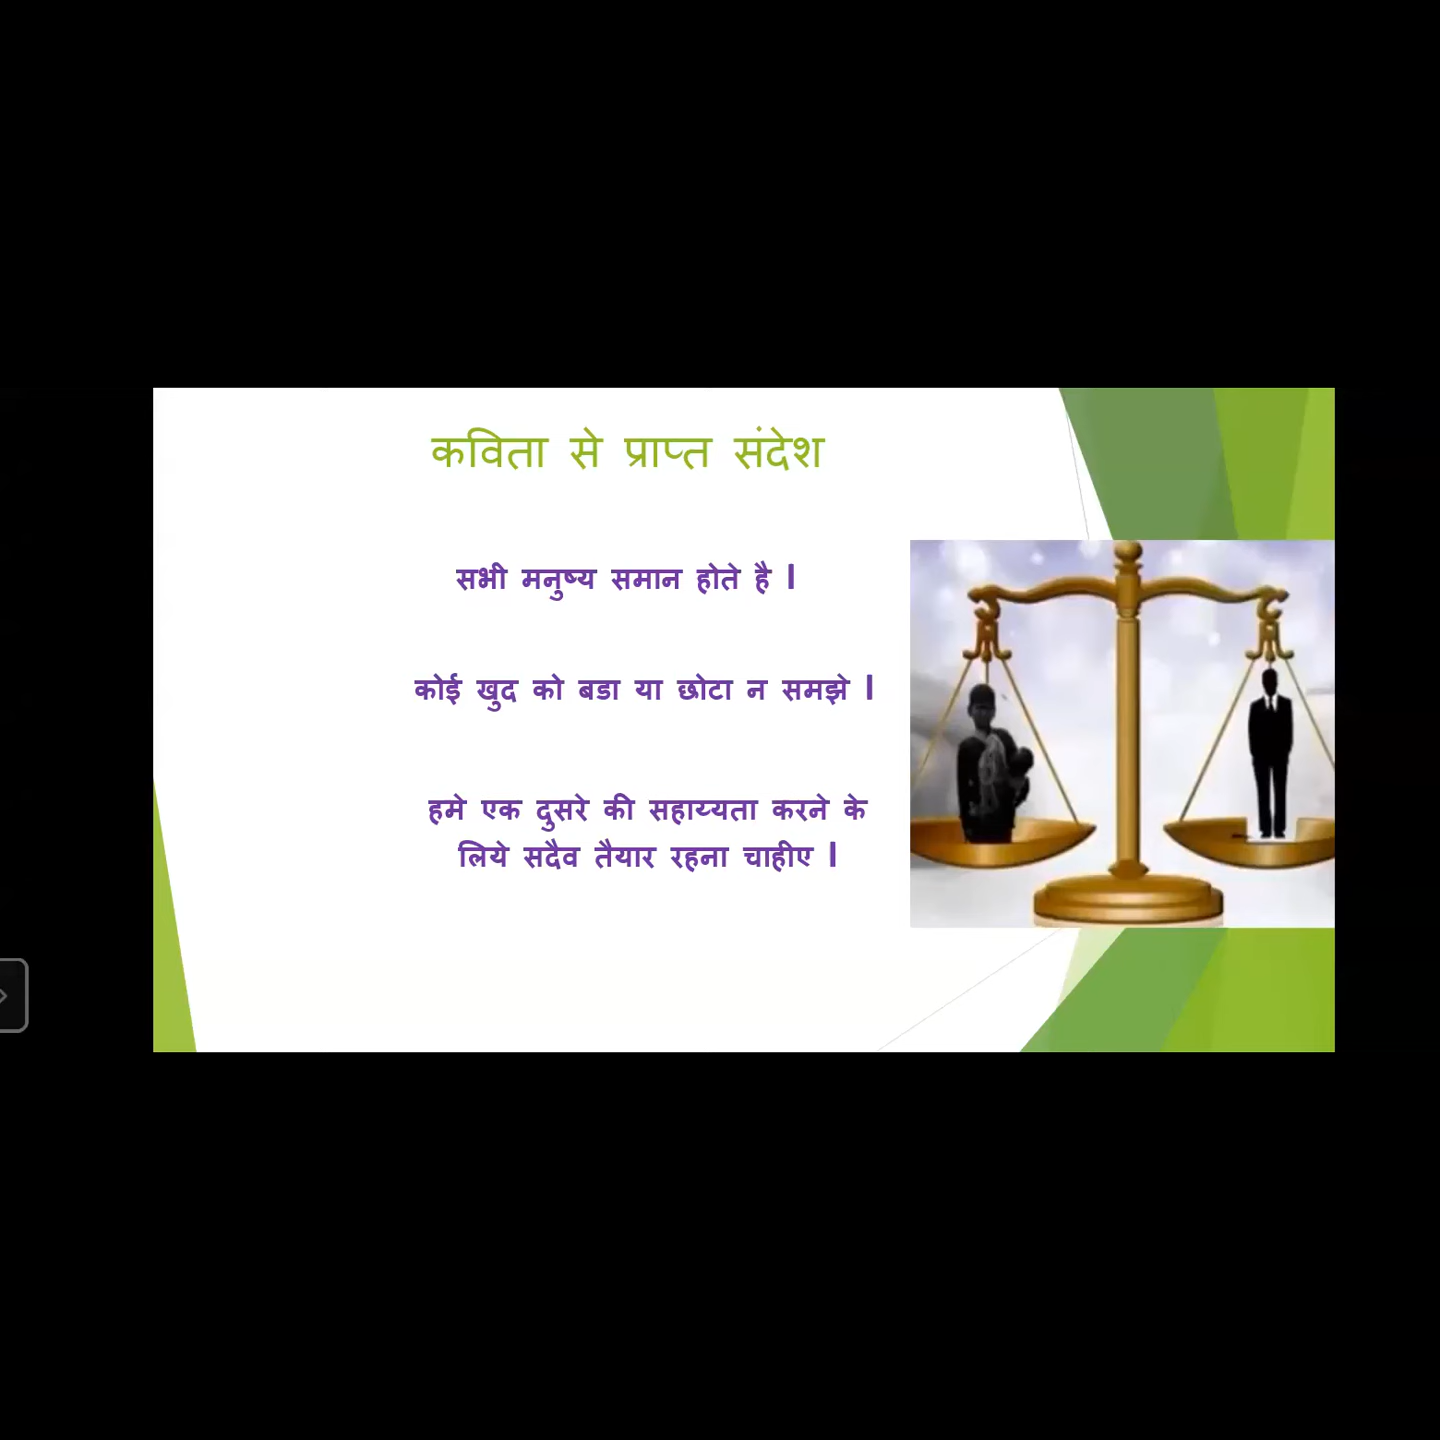 कविता से प्राप्त संदेश
सभी मनुष्य समान होते है ।
कोई खुद को बडा या छोटा न समझे ।
हमे एक दुसरे की सहाय्यता करने के
लिये सदैव तैयार रहना चाहीए ।